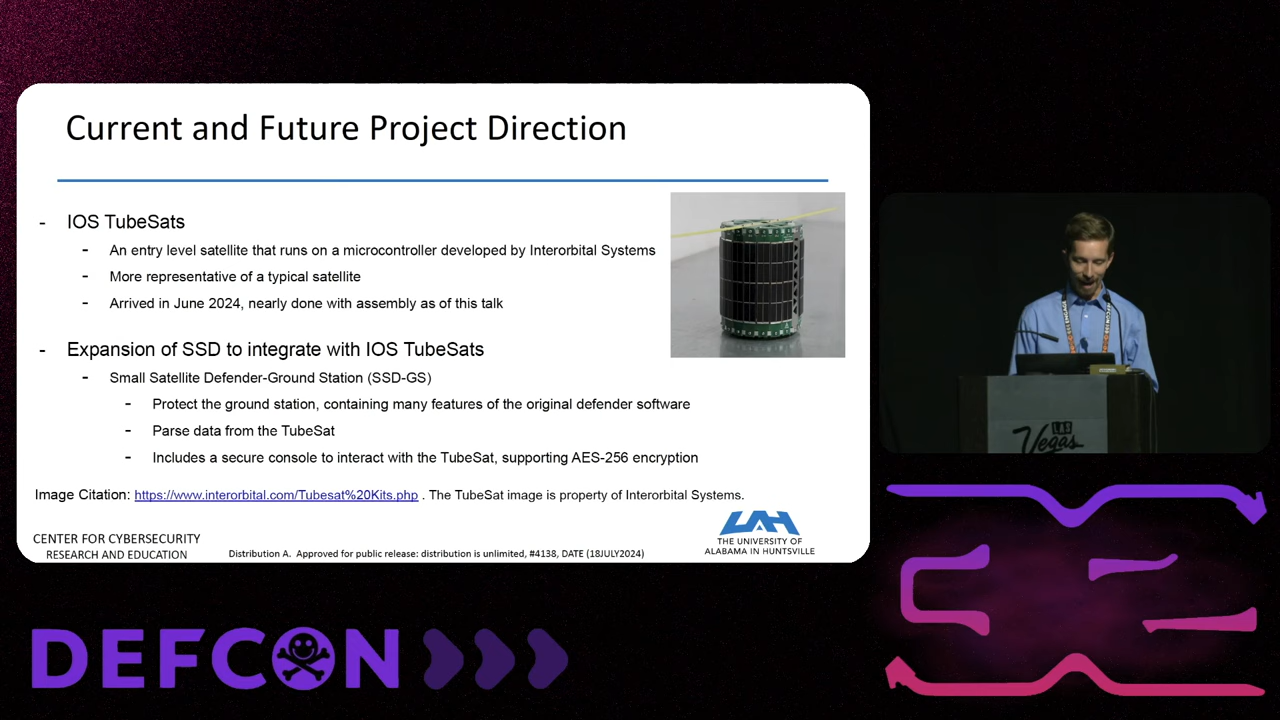 Current and Future Project Direction
- IOS TubeSats
- An entry level satellite that runs on a microcontroller developed by Interorbital Systems
- More representative of a typical satellite
- Arrived in June 2024, nearly done with assembly as of this talk
- Expansion of SSD to integrate with IOS TubeSats
- Small Satellite Defender-Ground Station (SSD-GS)
- Protect the ground station, containing many features of the original defender software
- Parse data from the TubeSat
- Includes a secure console to interact with the TubeSat, supporting AES-256 encryption
Image Citation: https://www.interorbital.com/Tubesat%20Kits.php . The TubeSat image is property of Interorbital Systems.
CENTER FOR CYBERSECURITY
RESEARCH AND EDUCATION
Distribution A. Approved for public release: distribution is unlimited, #4138, DATE (18JULY2024)
UAH
THE UNIVERSITY OF
ALABAMA IN HUNTSVILLE
LAS
Vegas
DEFCON